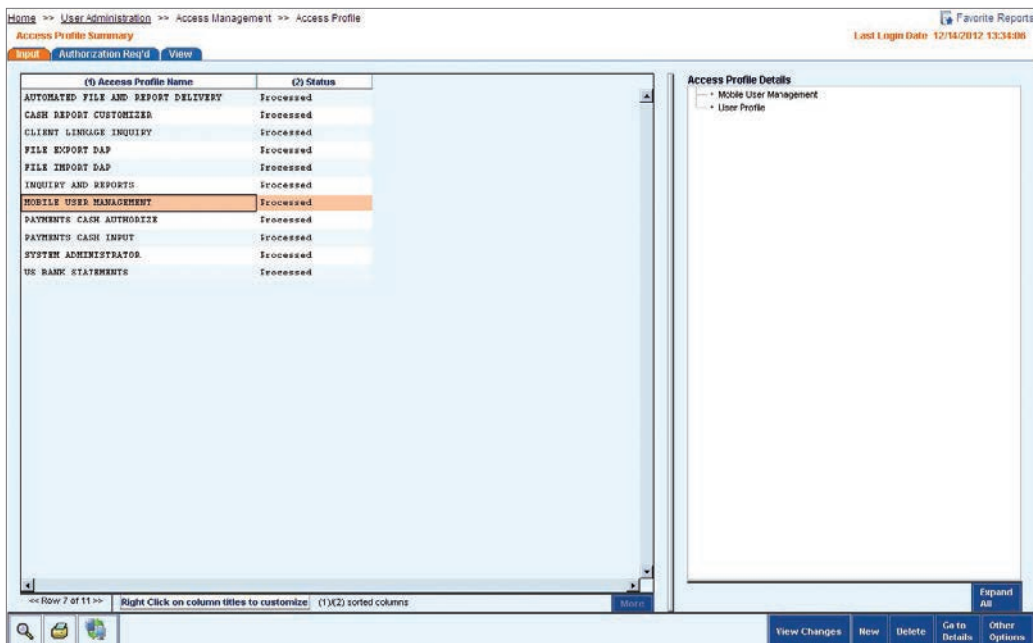 Home >> User Administration >> Access Management >> Access Profile
Favorite Reports
Access Profile Summary
Last Login Date 12/14/2012 13:34:06
Input Authorization Req'd View
(1) Access Profile Name (2) Status
AUTOMATED FILE AND REPORT DELIVERY Processed
CASH REPORT CUSTOMIZER Processed
CLIENT LINKAGE INQUIRY Processed
FILE EXPORT DAP Processed
FILE IMPORT DAP Processed
INQUIRY AND REPORTS Processed
MOBILE USER MANAGEMENT Processed
PAYMENTS CASH AUTHORIZE Processed
PAYMENTS CASH INPUT Processed
SYSTEM ADMINISTRATOR Processed
US BANK STATEMENTS Processed
Access Profile Details
Mobile User Management
User Profile
<< Row 7 of 11 >> Right Click on column titles to customize (1)/(2) sorted columns More
Expand All
View Changes New Delete Go to Details Other Options